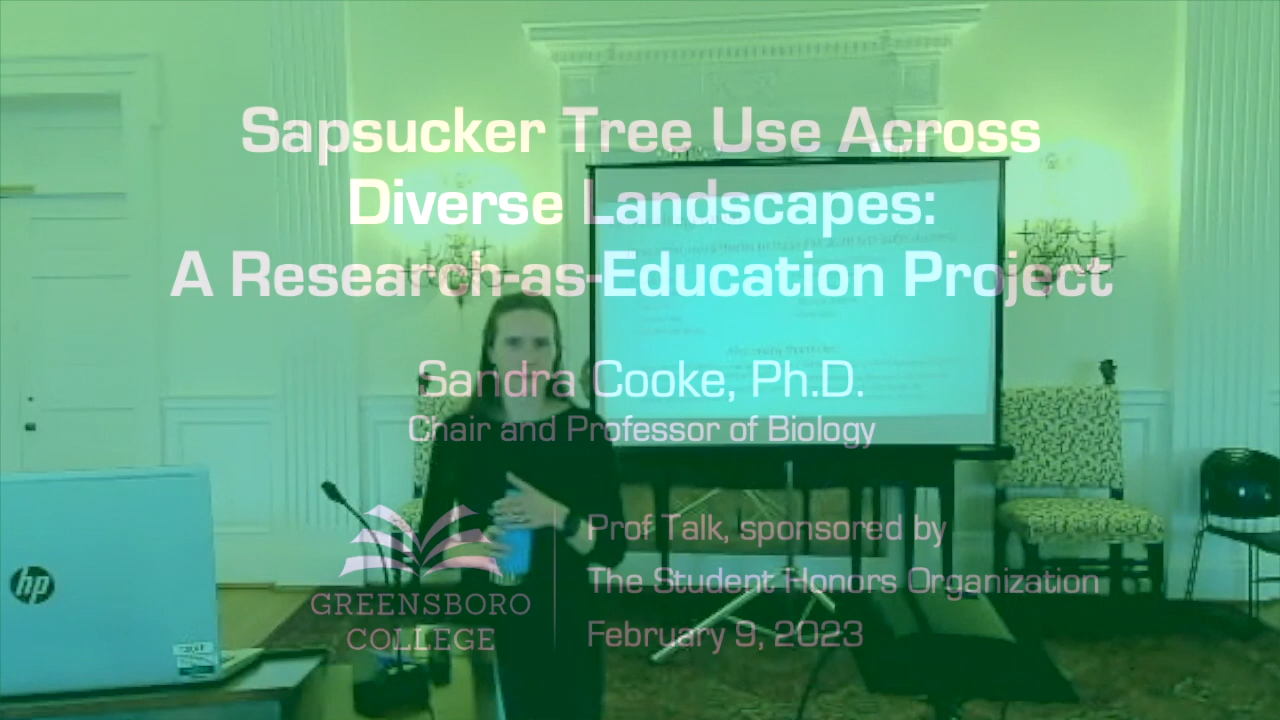 Sapsucker Tree Use Across
Diverse Landscapes:
A Research-as-Education Project
Sandra Cooke, Ph.D.
Chair and Professor of Biology
GREENSBORO
COLLEGE
Prof Talk, sponsored by
The Student Honors Organization
February 9, 2023
hp